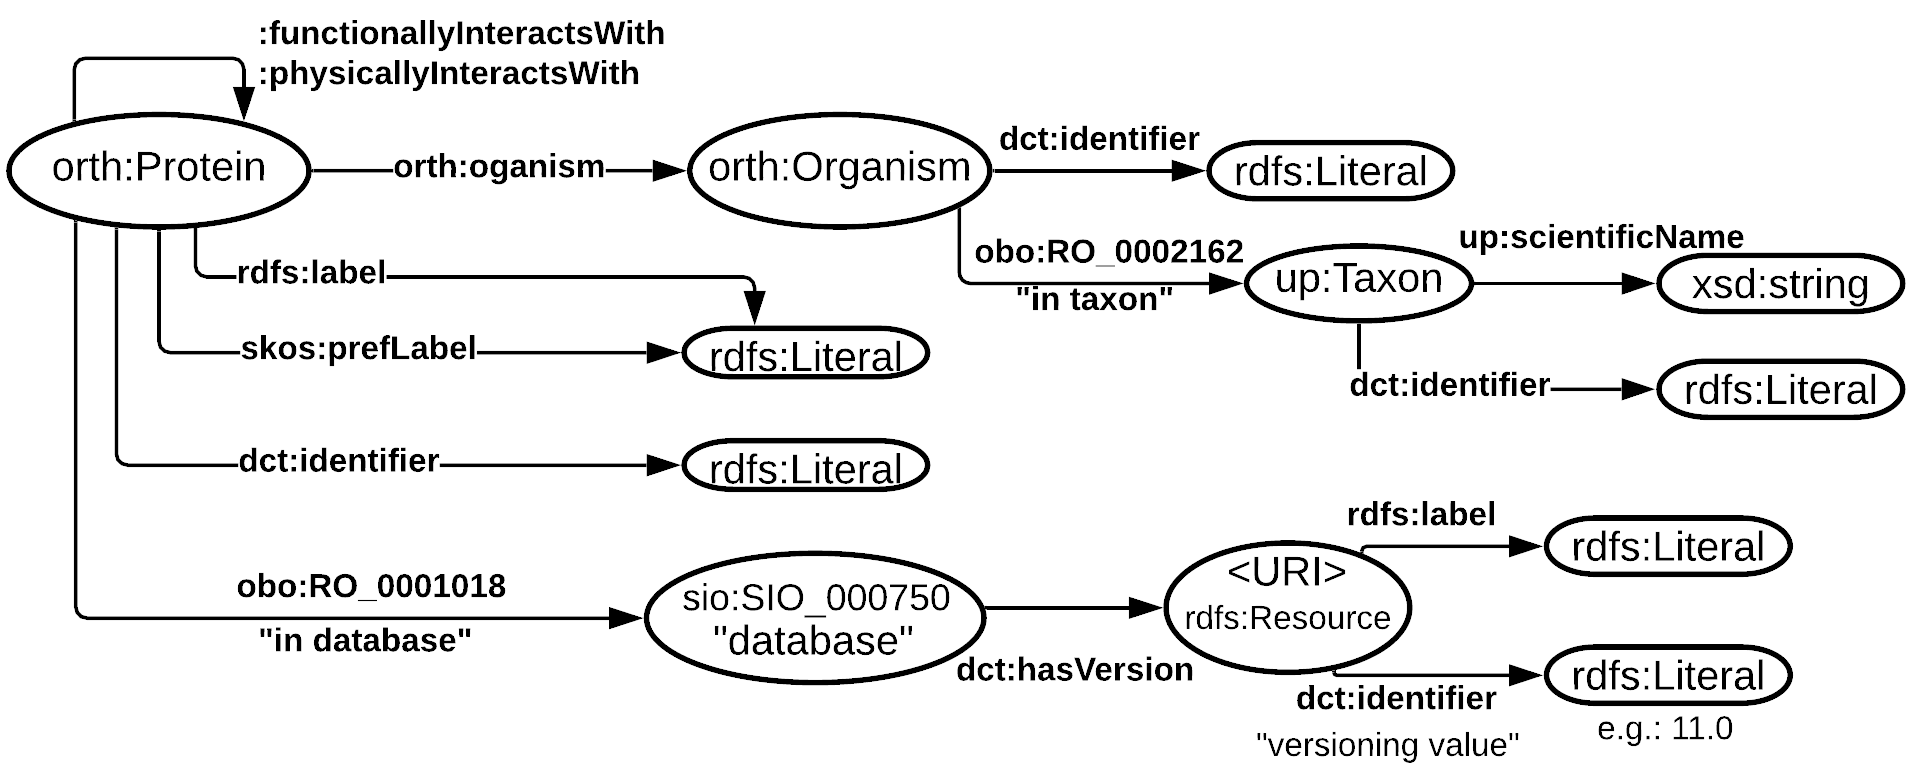 :functionallyInteractsWith
:physicallyInteractsWith
orth:Protein
orth:oganism
orth:Organism
dct:identifier
rdfs:Literal
obo:RO_0002162
"in taxon"
up:Taxon
up:scientificName
xsd:string
dct:identifier
rdfs:Literal
rdfs:label
skos:prefLabel
rdfs:Literal
dct:identifier
rdfs:Literal
obo:RO_0001018
"in database"
sio:SIO_000750
"database"
dct:hasVersion
<URI>
rdfs:Resource
rdfs:label
rdfs:Literal
dct:identifier
"versioning value"
rdfs:Literal
e.g.: 11.0